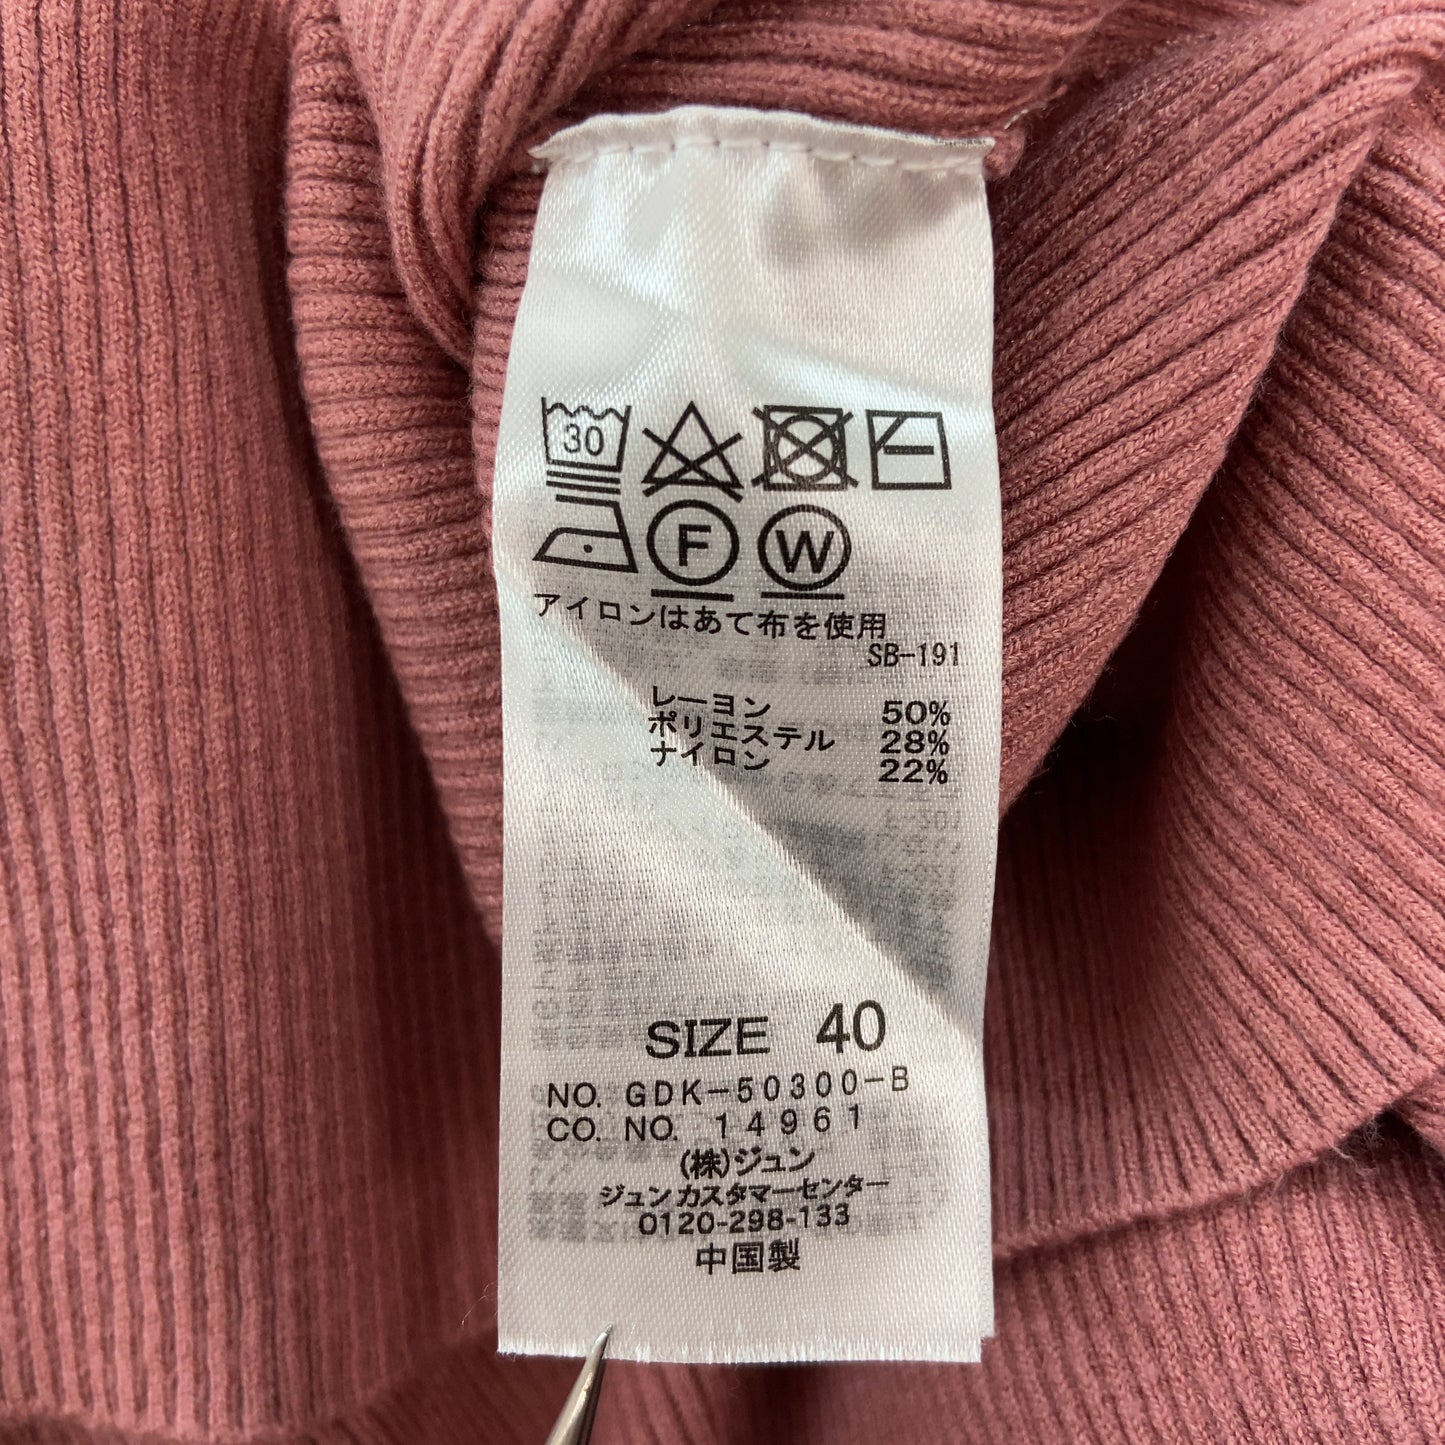 30
F W
アイロンはあて布を使用
SB-191
レーヨン 50%
ポリエステル 28%
ナイロン 22%
SIZE 40
NO. GDK-50300-B
CO. NO. 14961
(株)ジュン
ジュンカスタマーセンター
0120-298-133
中国製